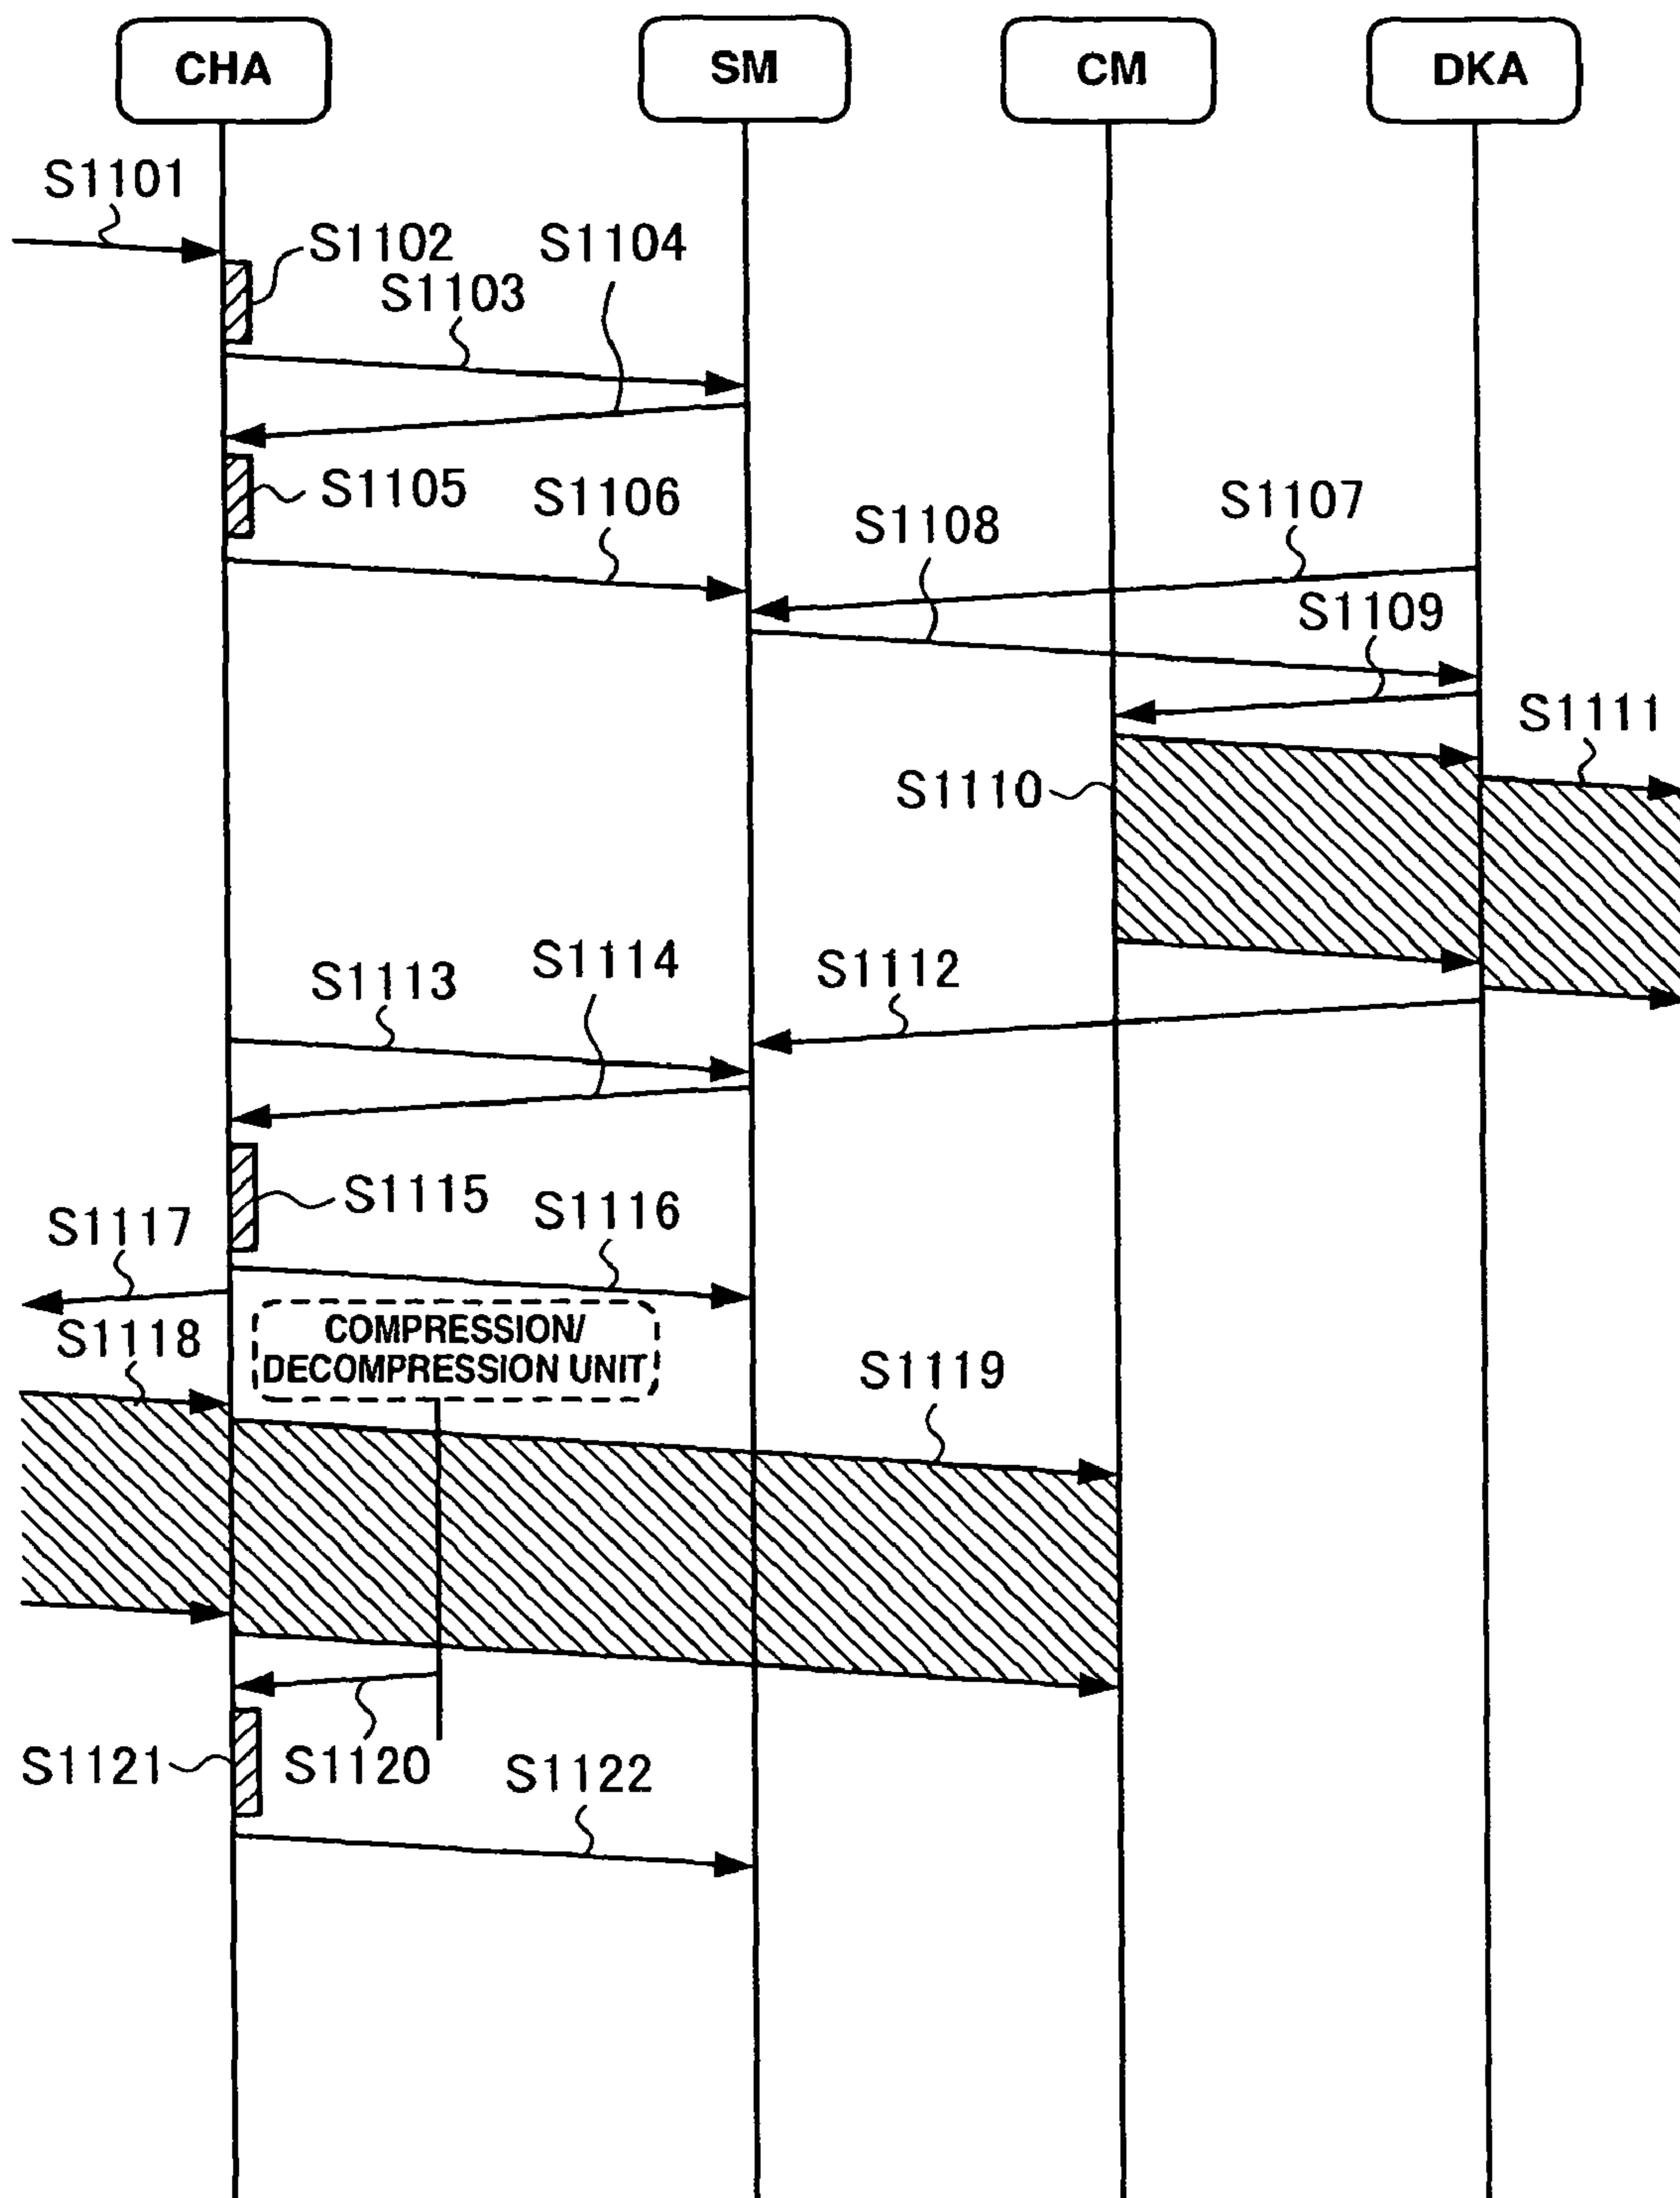 CHA
SM
CM
DKA
S1101
S1102
S1104
S1103
S1105
S1106
S1107
S1108
S1109
S1111
S1110
S1114
S1112
S1113
S1115
S1116
S1117
COMPRESSION/
S1118
DECOMPRESSION UNIT
S1119
S1121
S1120
S1122